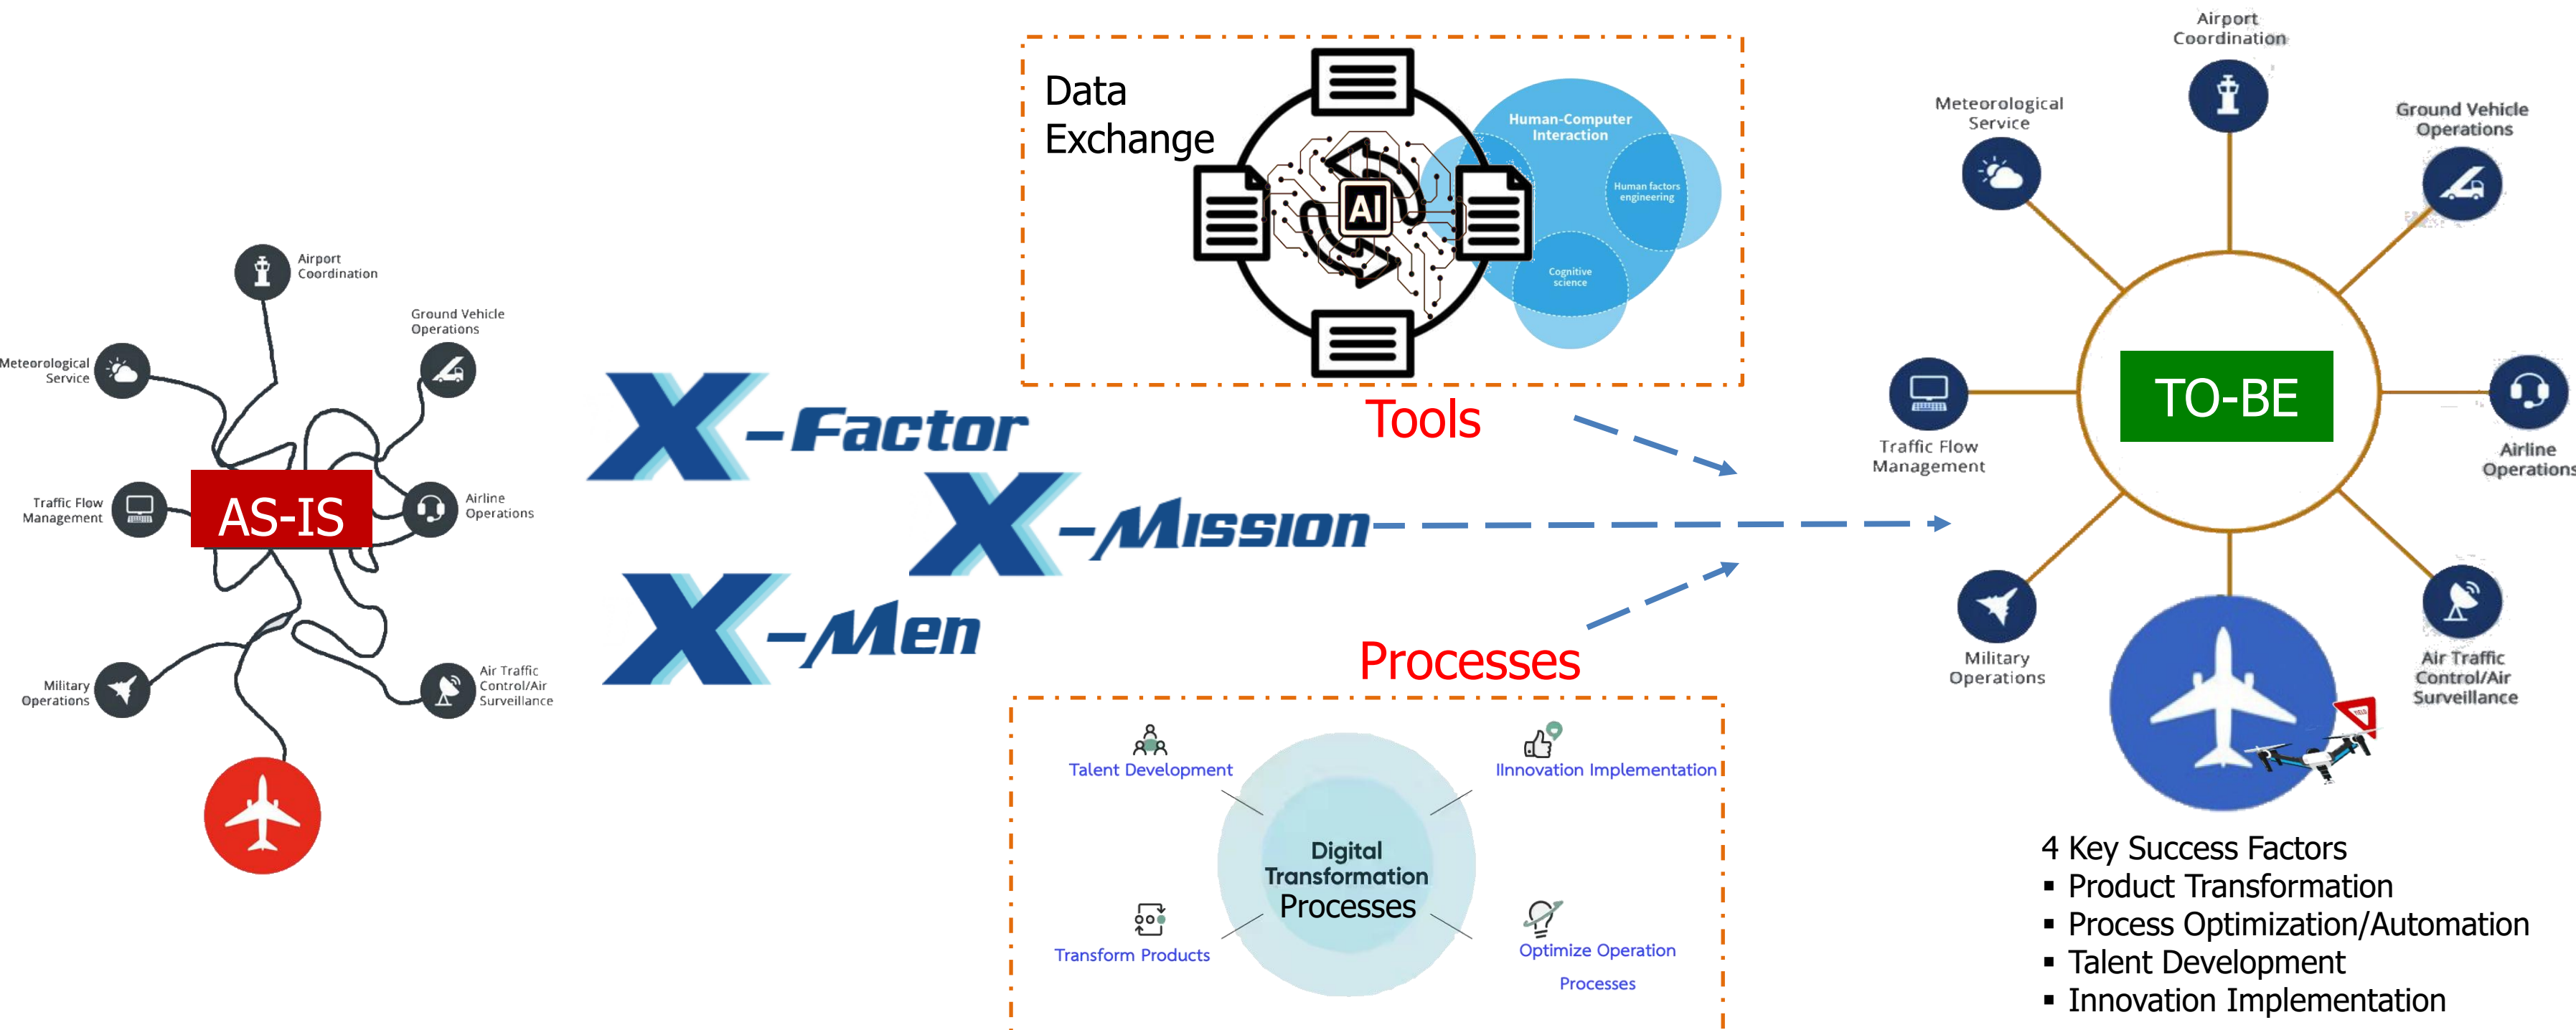 Airport
Coordination
Ground Vehicle
Operations
Meteorological
Service
Traffic Flow
Management
AS-IS
Airline
Operations
Military
Operations
Air Traffic
Control/Air
Surveillance
X-Factor
X-Mission
X-Men
Data
Exchange
AI
Human-Computer
Interaction
Human factors
engineering
Cognitive
science
Tools
Processes
Talent Development
IInnovation Implementation
Digital
Transformation
Processes
Transform Products
Optimize Operation
Processes
Airport
Coordination
Meteorological
Service
Ground Vehicle
Operations
TO-BE
Traffic Flow
Management
Airline
Operations
Military
Operations
Air Traffic
Control/Air
Surveillance
4 Key Success Factors
▪ Product Transformation
▪ Process Optimization/Automation
▪ Talent Development
▪ Innovation Implementation